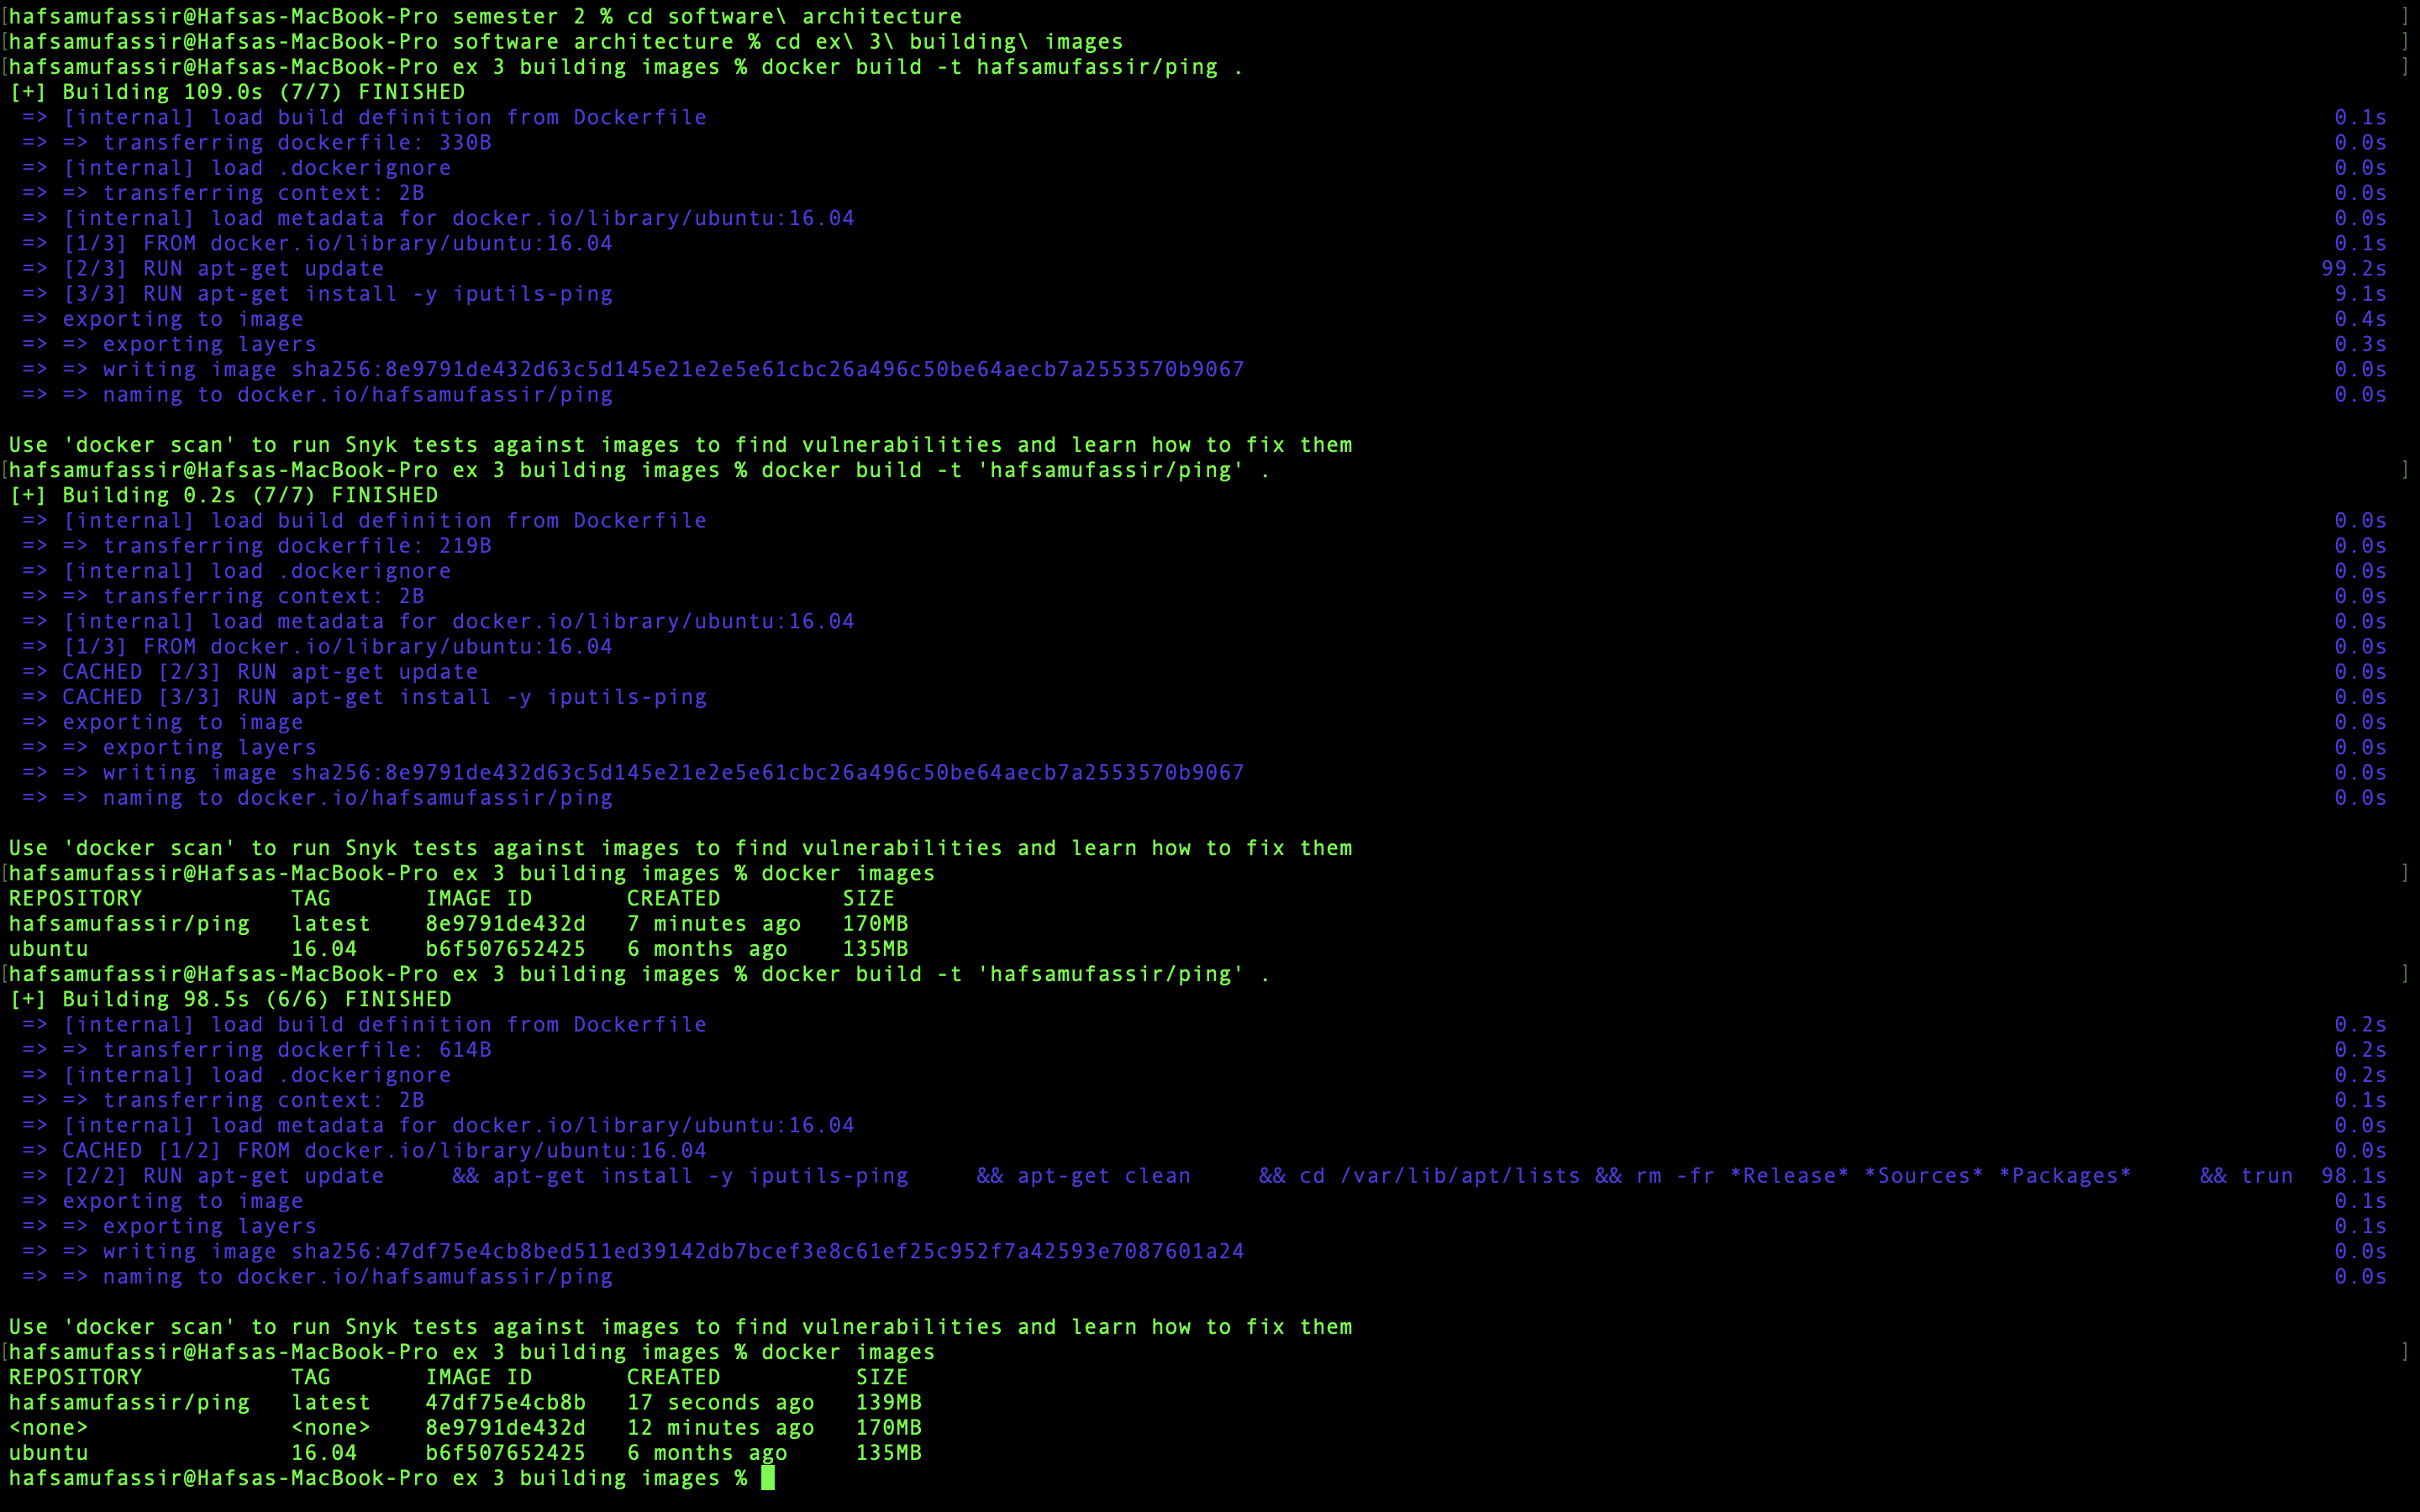 [hafsamufassir@Hafsas-MacBook-Pro semester 2 % cd software\ architecture ]
[hafsamufassir@Hafsas-MacBook-Pro software architecture % cd ex\ 3\ building\ images ]
[hafsamufassir@Hafsas-MacBook-Pro ex 3 building images % docker build -t hafsamufassir/ping . ]
[+] Building 109.0s (7/7) FINISHED
=> [internal] load build definition from Dockerfile 0.1s
=> => transferring dockerfile: 330B 0.0s
=> [internal] load .dockerignore 0.0s
=> => transferring context: 2B 0.0s
=> [internal] load metadata for docker.io/library/ubuntu:16.04 0.0s
=> [1/3] FROM docker.io/library/ubuntu:16.04 0.1s
=> [2/3] RUN apt-get update 99.2s
=> [3/3] RUN apt-get install -y iputils-ping 9.1s
=> exporting to image 0.4s
=> => exporting layers 0.3s
=> => writing image sha256:8e9791de432d63c5d145e21e2e5e61cbc26a496c50be64aecb7a2553570b9067 0.0s
=> => naming to docker.io/hafsamufassir/ping 0.0s
Use 'docker scan' to run Snyk tests against images to find vulnerabilities and learn how to fix them
[hafsamufassir@Hafsas-MacBook-Pro ex 3 building images % docker build -t 'hafsamufassir/ping' . ]
[+] Building 0.2s (7/7) FINISHED
=> [internal] load build definition from Dockerfile 0.0s
=> => transferring dockerfile: 219B 0.0s
=> [internal] load .dockerignore 0.0s
=> => transferring context: 2B 0.0s
=> [internal] load metadata for docker.io/library/ubuntu:16.04 0.0s
=> [1/3] FROM docker.io/library/ubuntu:16.04 0.0s
=> CACHED [2/3] RUN apt-get update 0.0s
=> CACHED [3/3] RUN apt-get install -y iputils-ping 0.0s
=> exporting to image 0.0s
=> => exporting layers 0.0s
=> => writing image sha256:8e9791de432d63c5d145e21e2e5e61cbc26a496c50be64aecb7a2553570b9067 0.0s
=> => naming to docker.io/hafsamufassir/ping 0.0s
Use 'docker scan' to run Snyk tests against images to find vulnerabilities and learn how to fix them
[hafsamufassir@Hafsas-MacBook-Pro ex 3 building images % docker images ]
REPOSITORY TAG IMAGE ID CREATED SIZE
hafsamufassir/ping latest 8e9791de432d 7 minutes ago 170MB
ubuntu 16.04 b6f507652425 6 months ago 135MB
[hafsamufassir@Hafsas-MacBook-Pro ex 3 building images % docker build -t 'hafsamufassir/ping' . ]
[+] Building 98.5s (6/6) FINISHED
=> [internal] load build definition from Dockerfile 0.2s
=> => transferring dockerfile: 614B 0.2s
=> [internal] load .dockerignore 0.2s
=> => transferring context: 2B 0.1s
=> [internal] load metadata for docker.io/library/ubuntu:16.04 0.0s
=> CACHED [1/2] FROM docker.io/library/ubuntu:16.04 0.0s
=> [2/2] RUN apt-get update && apt-get install -y iputils-ping && apt-get clean && cd /var/lib/apt/lists && rm -fr *Release* *Sources* *Packages* && trun 98.1s
=> exporting to image 0.1s
=> => exporting layers 0.1s
=> => writing image sha256:47df75e4cb8bed511ed39142db7bcef3e8c61ef25c952f7a42593e7087601a24 0.0s
=> => naming to docker.io/hafsamufassir/ping 0.0s
Use 'docker scan' to run Snyk tests against images to find vulnerabilities and learn how to fix them
[hafsamufassir@Hafsas-MacBook-Pro ex 3 building images % docker images ]
REPOSITORY TAG IMAGE ID CREATED SIZE
hafsamufassir/ping latest 47df75e4cb8b 17 seconds ago 139MB
<none> <none> 8e9791de432d 12 minutes ago 170MB
ubuntu 16.04 b6f507652425 6 months ago 135MB
hafsamufassir@Hafsas-MacBook-Pro ex 3 building images %